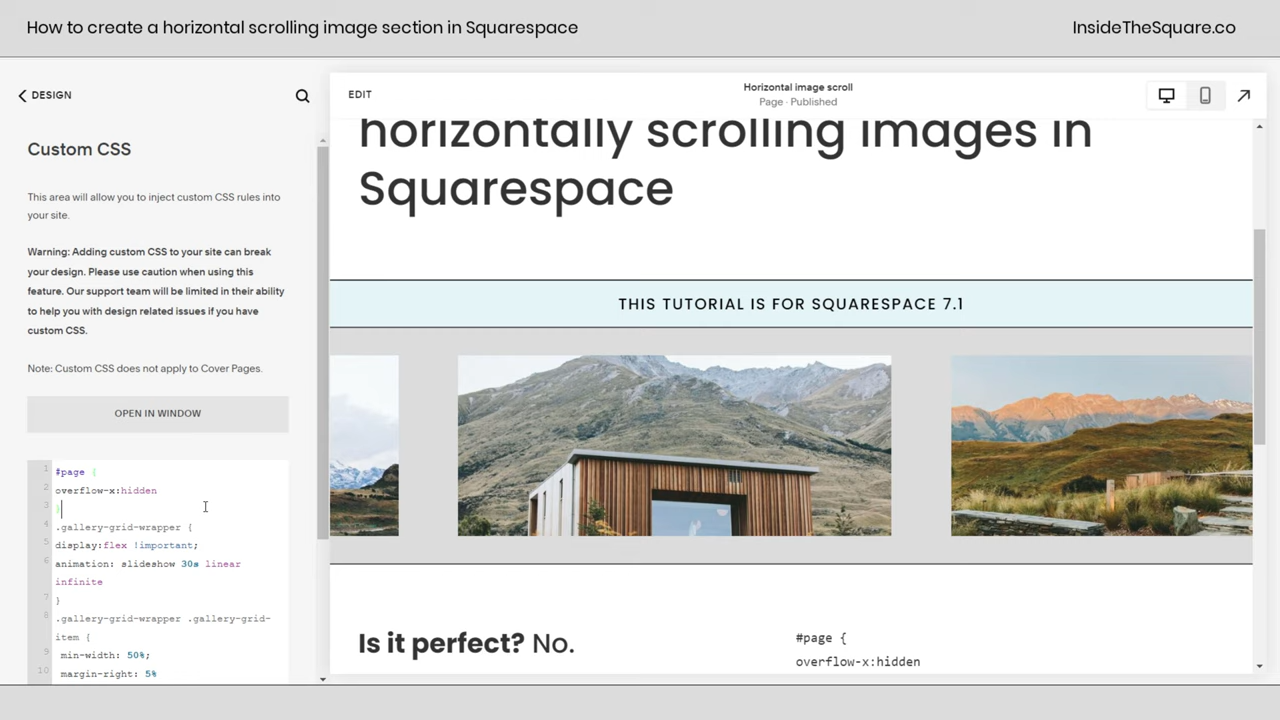 How to create a horizontal scrolling image section in Squarespace
InsideTheSquare.co
DESIGN
EDIT
Horizontal image scroll
Page · Published
Custom CSS
This area will allow you to inject custom CSS rules into
your site.
Warning: Adding custom CSS to your site can break
your design. Please use caution when using this
feature. Our support team will be limited in their ability
to help you with design related issues if you have
custom CSS.
Note: Custom CSS does not apply to Cover Pages.
OPEN IN WINDOW
1 #page {
2 overflow-x:hidden
3 }
4 .gallery-grid-wrapper {
5 display:flex !important;
6 animation: slideshow 30s linear
infinite
7 }
8 .gallery-grid-wrapper .gallery-grid-
item {
9 min-width: 50%;
10 margin-right: 5%
horizontally scrolling images in
Squarespace
THIS TUTORIAL IS FOR SQUARESPACE 7.1
Is it perfect? No.
#page {
overflow-x:hidden